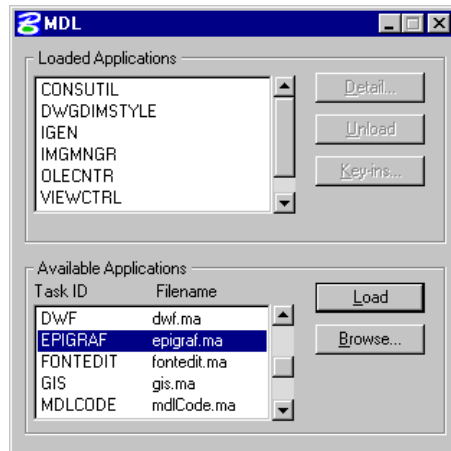 MDL
Loaded Applications
CONSUTIL
DWGDIMSTYLE
IGEN
IMGMNGR
OLECNTR
VIEWCTRL
Detail...
Unload
Key-ins...
Available Applications
Task ID Filename
DWF dwf.ma
EPIGRAF epigraf.ma
FONTEDIT fontedit.ma
GIS gis.ma
MDLCODE mdlCode.ma
Load
Browse...